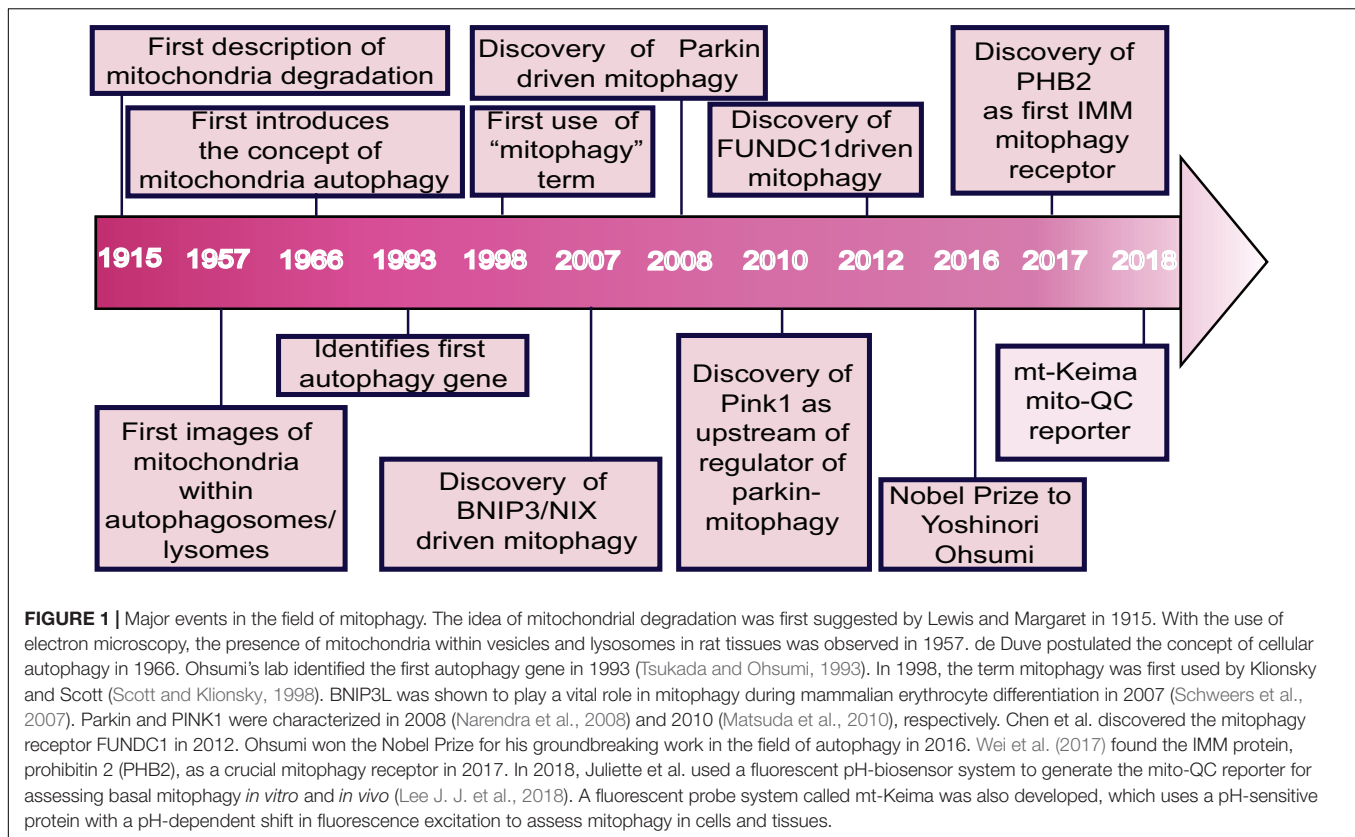 First description of
mitochondria degradation
First introduces
the concept of
mitochondria autophagy
First use of
“mitophagy”
term
Discovery of Parkin
driven mitophagy
Discovery of
FUNDC1driven
mitophagy
Discovery of
PHB2
as first IMM
mitophagy
receptor
1915 1957 1966 1993 1998 2007 2008 2010 2012 2016 2017 2018
First images of
mitochondria
within
autophagosomes/
lysomes
Identifies first
autophagy gene
Discovery of
BNIP3/NIX
driven mitophagy
Discovery of
Pink1 as
upstream of
regulator of
parkin-
mitophagy
Nobel Prize to
Yoshinori
Ohsumi
mt-Keima
mito-QC
reporter
FIGURE 1 | Major events in the field of mitophagy. The idea of mitochondrial degradation was first suggested by Lewis and Margaret in 1915. With the use of
electron microscopy, the presence of mitochondria within vesicles and lysosomes in rat tissues was observed in 1957. de Duve postulated the concept of cellular
autophagy in 1966. Ohsumi’s lab identified the first autophagy gene in 1993 (Tsukada and Ohsumi, 1993). In 1998, the term mitophagy was first used by Klionsky
and Scott (Scott and Klionsky, 1998). BNIP3L was shown to play a vital role in mitophagy during mammalian erythrocyte differentiation in 2007 (Schweers et al.,
2007). Parkin and PINK1 were characterized in 2008 (Narendra et al., 2008) and 2010 (Matsuda et al., 2010), respectively. Chen et al. discovered the mitophagy
receptor FUNDC1 in 2012. Ohsumi won the Nobel Prize for his groundbreaking work in the field of autophagy in 2016. Wei et al. (2017) found the IMM protein,
prohibitin 2 (PHB2), as a crucial mitophagy receptor in 2017. In 2018, Juliette et al. used a fluorescent pH-biosensor system to generate the mito-QC reporter for
assessing basal mitophagy in vitro and in vivo (Lee J. J. et al., 2018). A fluorescent probe system called mt-Keima was also developed, which uses a pH-sensitive
protein with a pH-dependent shift in fluorescence excitation to assess mitophagy in cells and tissues.